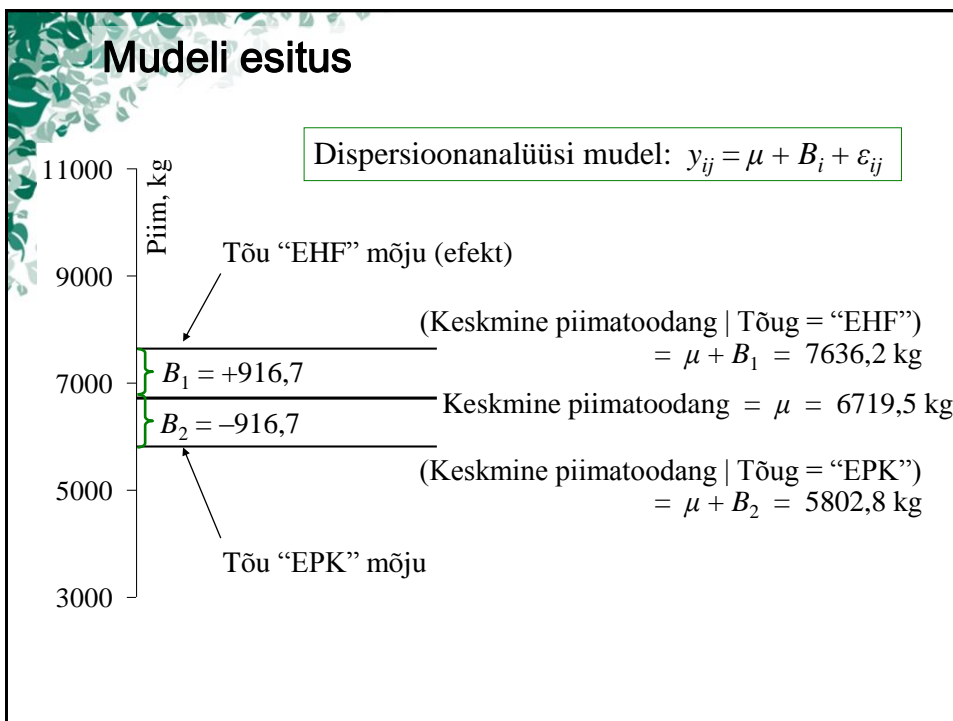 Mudeli esitus
Dispersioonanalüüsi mudel: yᵢⱼ = μ + Bᵢ + εᵢⱼ
11000
Piim, kg
Tõu “EHF” mõju (efekt)
9000
(Keskmine piimatoodang | Tõug = “EHF”)
= μ + B₁ = 7636,2 kg
B₁ = +916,7
7000
Keskmine piimatoodang = μ = 6719,5 kg
B₂ = –916,7
(Keskmine piimatoodang | Tõug = “EPK”)
= μ + B₂ = 5802,8 kg
5000
Tõu “EPK” mõju
3000